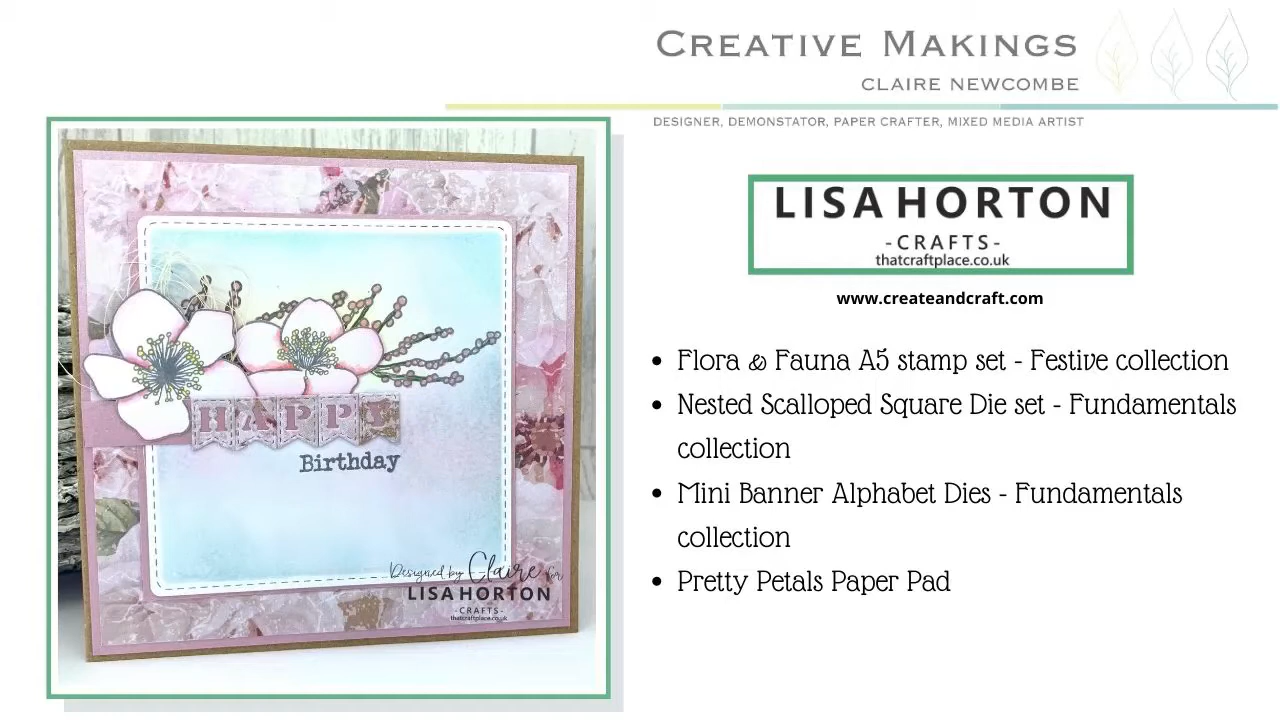 CREATIVE MAKINGS
CLAIRE NEWCOMBE
DESIGNER, DEMONSTATOR, PAPER CRAFTER, MIXED MEDIA ARTIST
LISA HORTON
-CRAFTS-
thatcraftplace.co.uk
www.createandcraft.com
• Flora & Fauna A5 stamp set - Festive collection
• Nested Scalloped Square Die set - Fundamentals
collection
• Mini Banner Alphabet Dies - Fundamentals
collection
• Pretty Petals Paper Pad
HAPPY
Birthday
Designed by Claire for
LISA HORTON
-CRAFTS-
thatcraftplace.co.uk